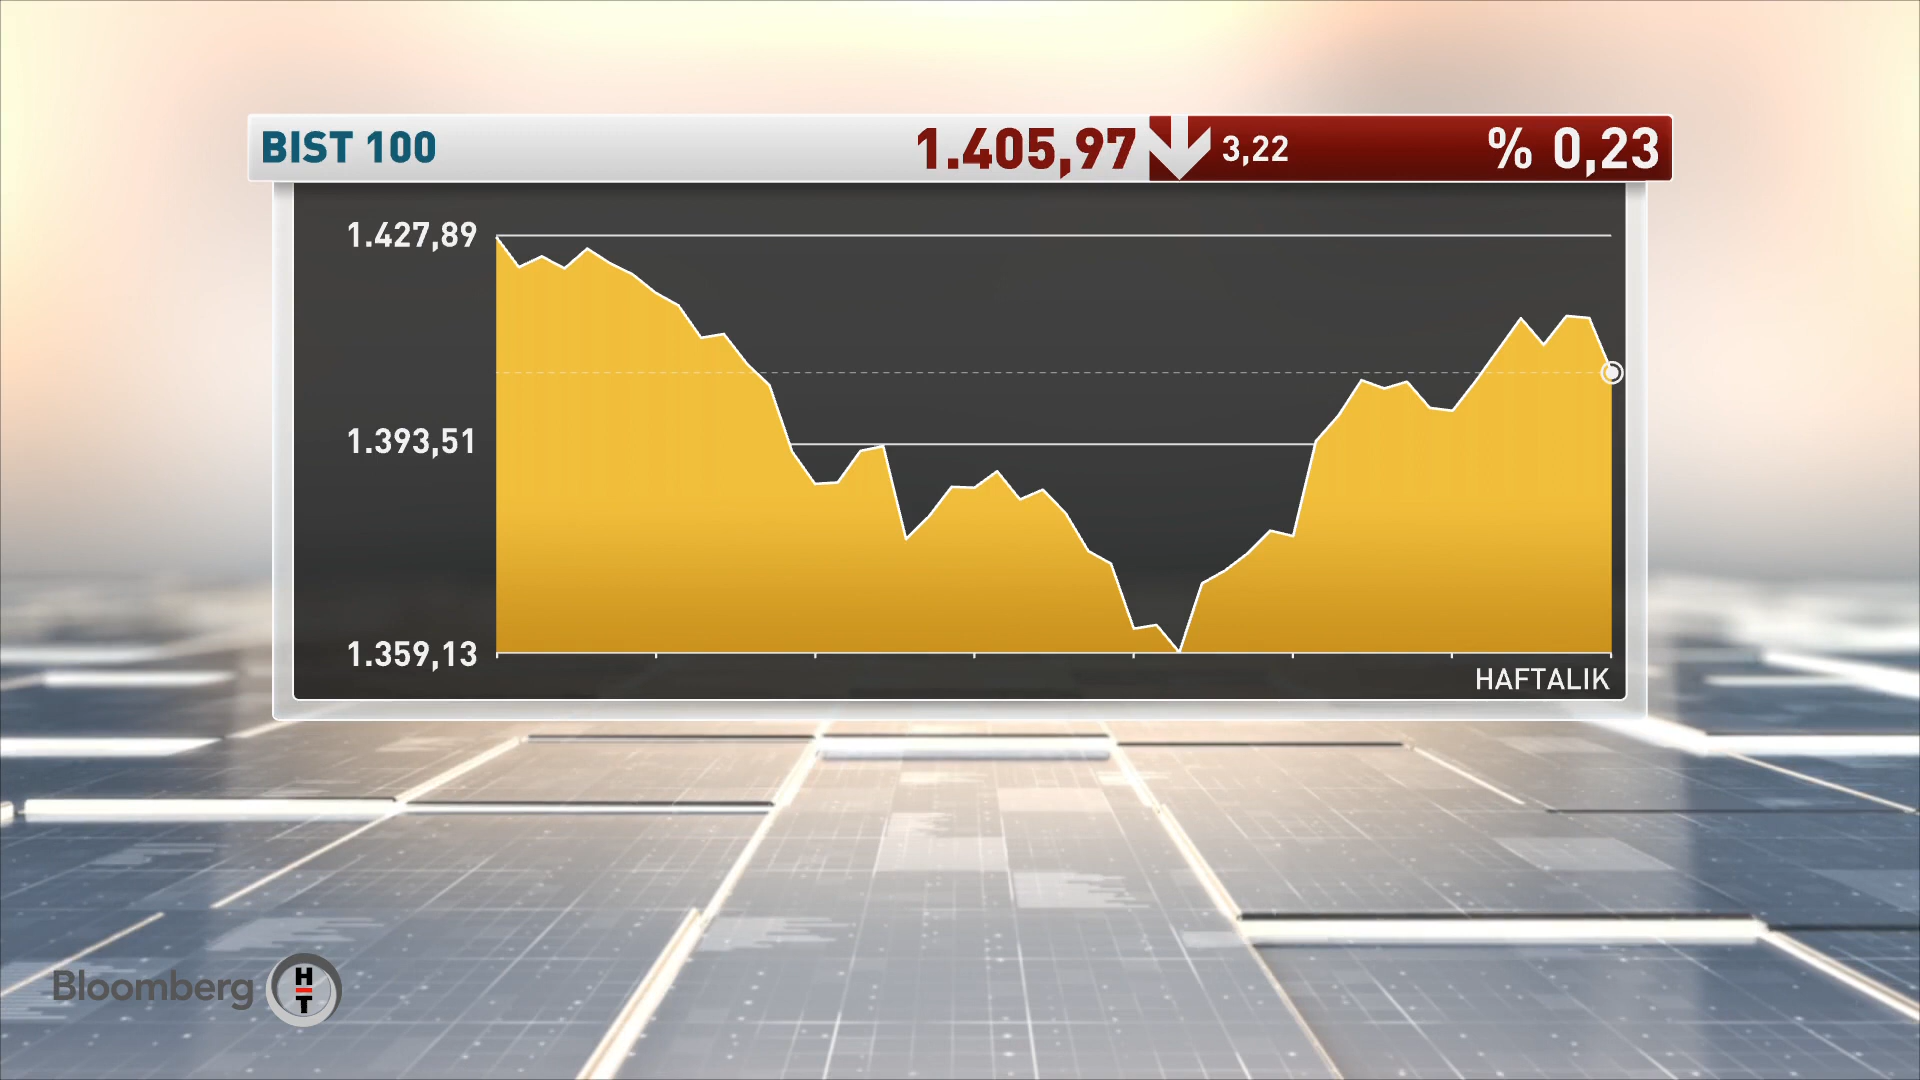 BIST 100 1.405,97 3,22 % 0,23
1.427,89
1.393,51
1.359,13
HAFTALIK
Bloomberg HT